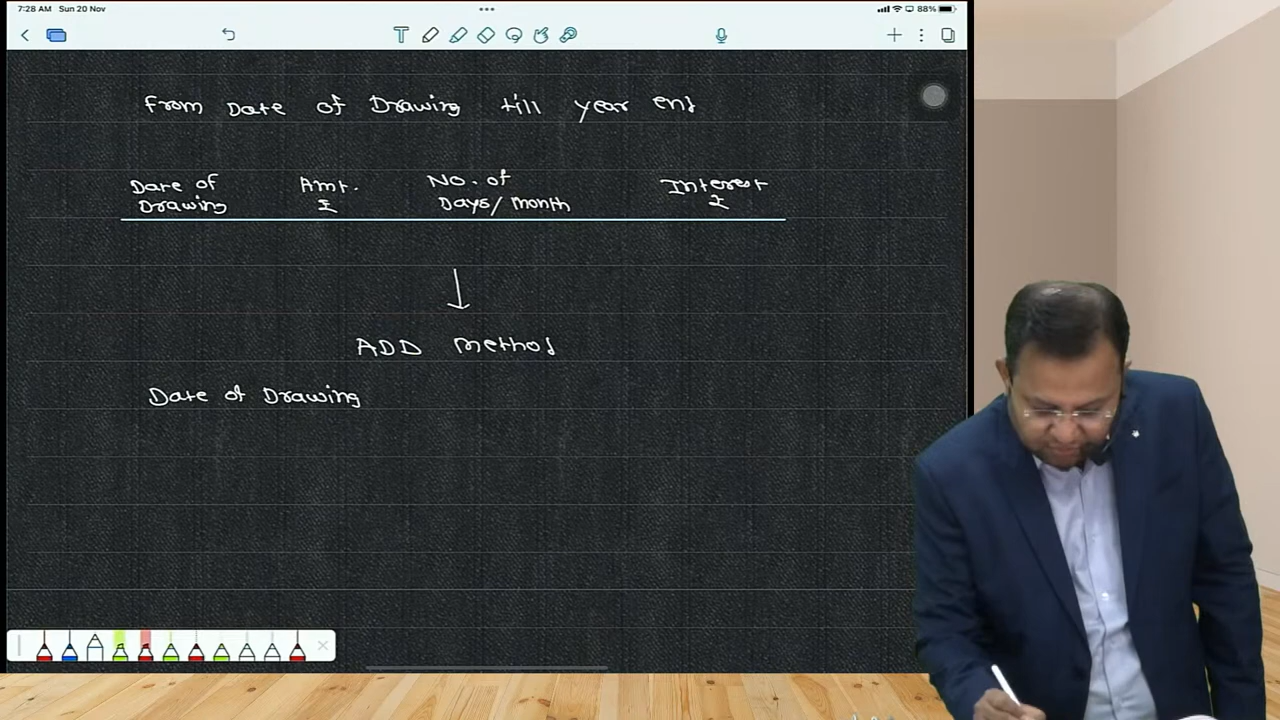 7:28 AM Sun 20 Nov
88%
From Date of Drawing till year end
Date of Drawing
Amt. ₹
No. of Days/Month
Interest ₹
ADD Method
Date of Drawing